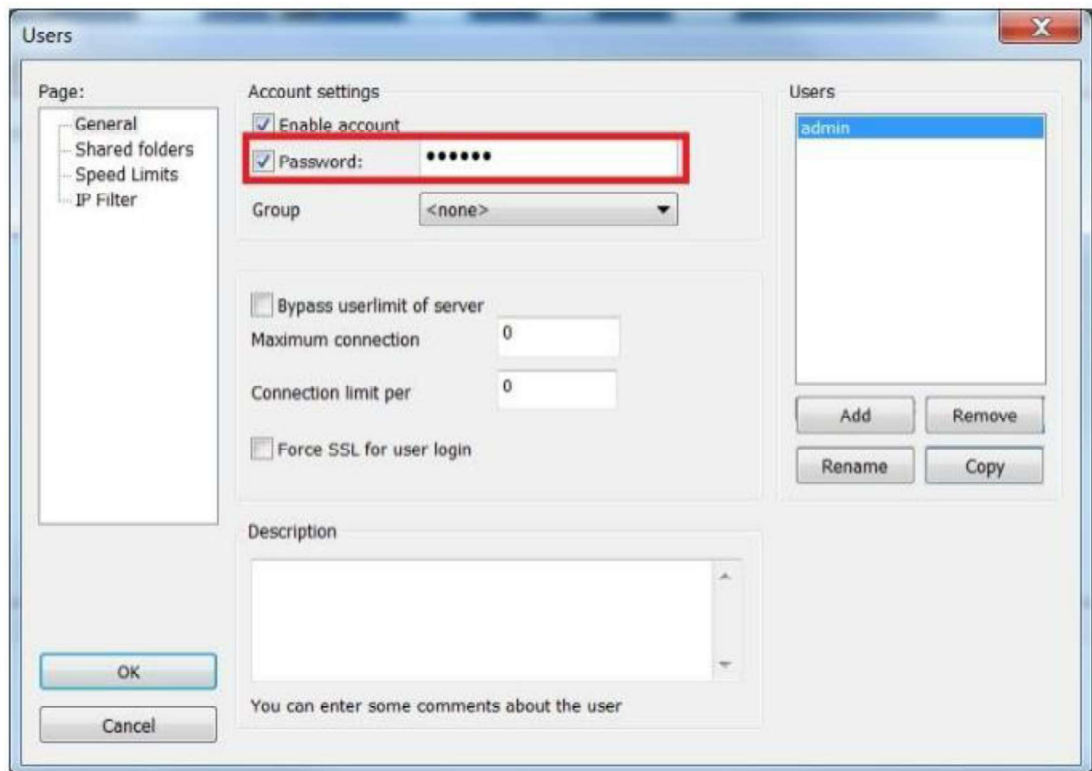 Users
Page:
General
Shared folders
Speed Limits
IP Filter
OK
Cancel
Account settings
Enable account
Password: ••••••
Group <none>
Bypass userlimit of server
Maximum connection 0
Connection limit per 0
Force SSL for user login
Description
You can enter some comments about the user
Users
admin
Add Remove
Rename Copy